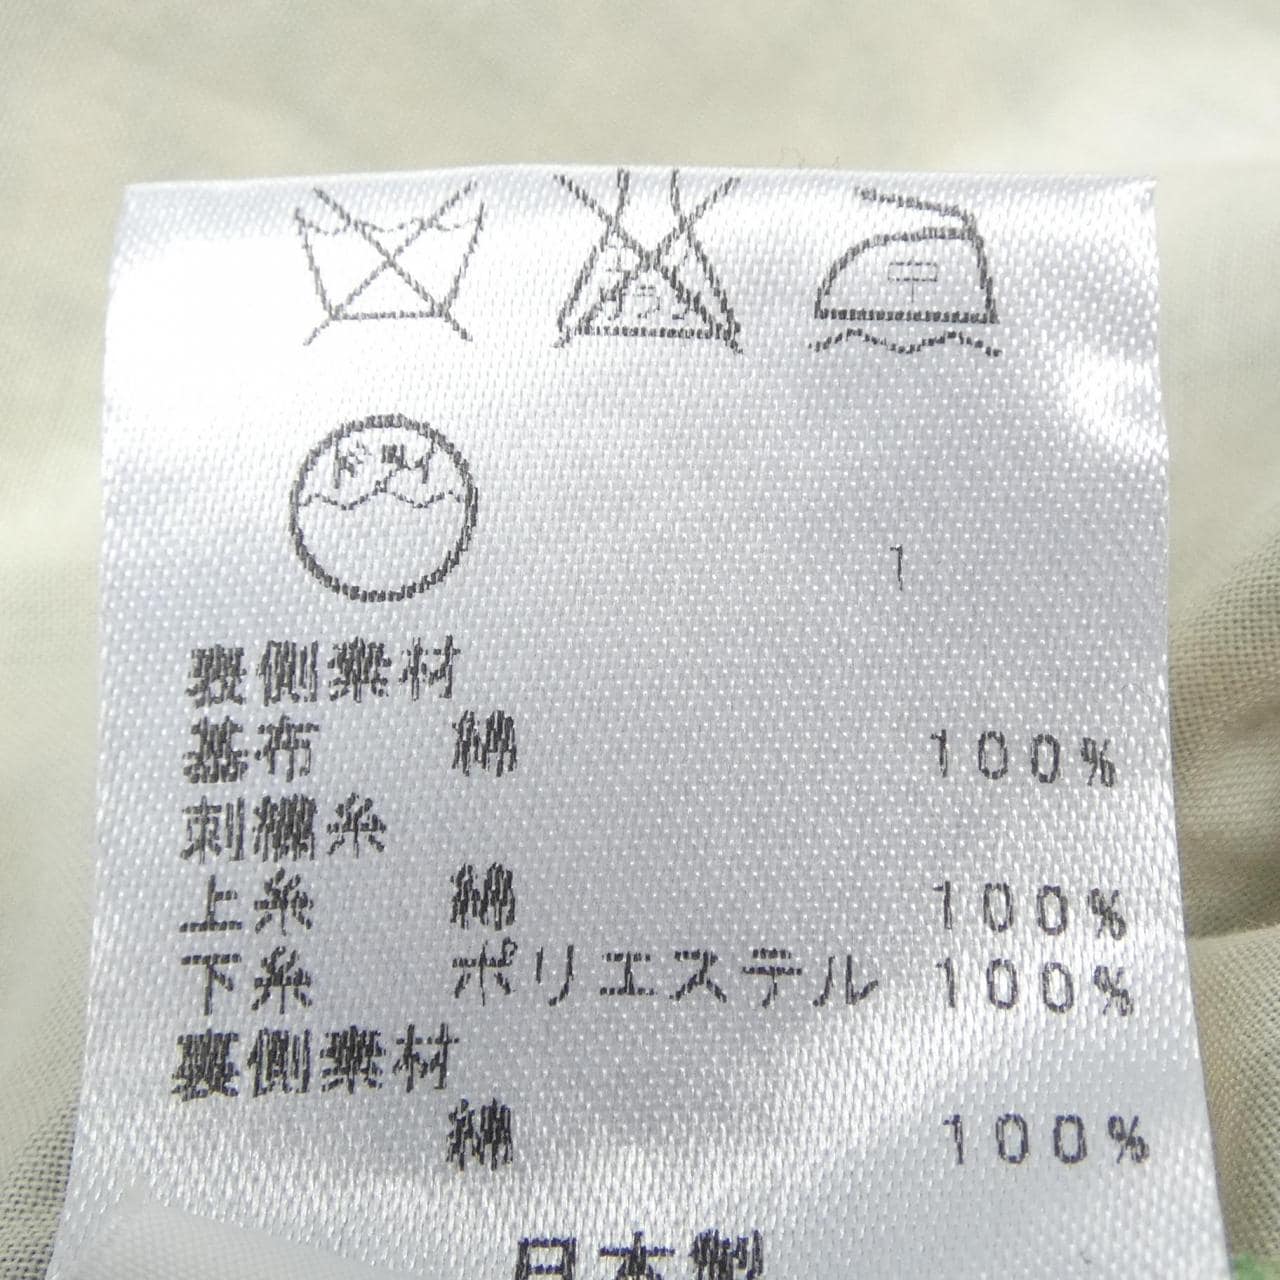 中
ドライ
1
表側素材
基布 綿 100%
刺繍糸
上糸 綿 100%
下糸 ポリエステル 100%
裏側素材
綿 100%
日本製